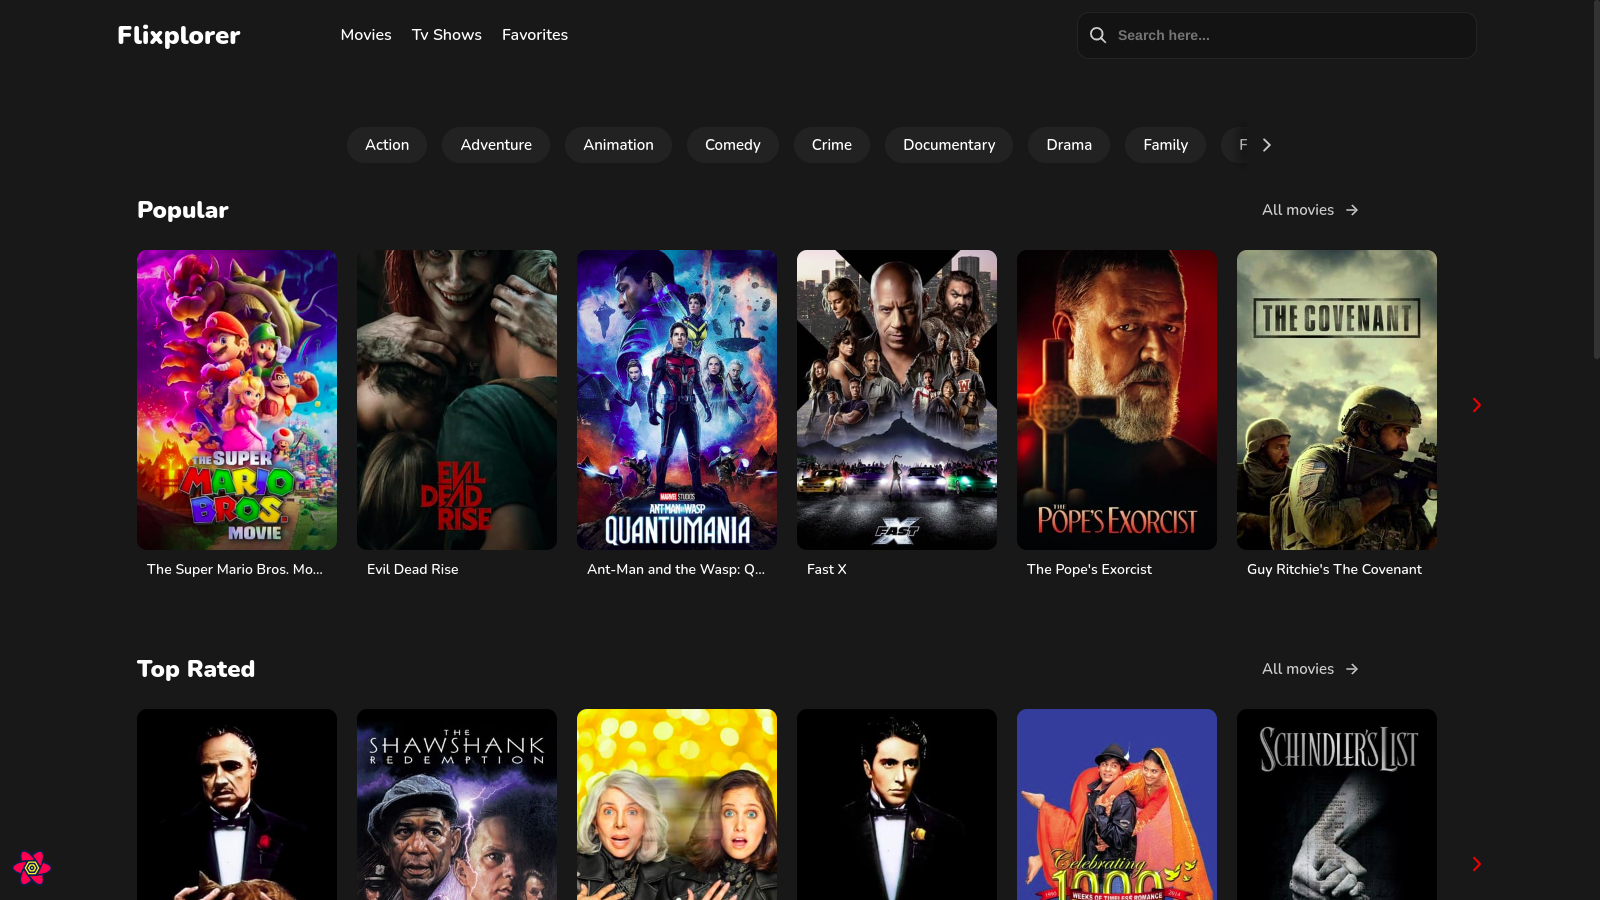 Flixplorer
Movies
Tv Shows
Favorites
Search here...
Action
Adventure
Animation
Comedy
Crime
Documentary
Drama
Family
F
Popular
All movies
THE SUPER
MARIO
BROS.
MOVIE
EVIL
DEAD
RISE
MARVEL STUDIOS
ANT-MAN AND THE WASP
QUANTUMANIA
FAST X
THE
POPE'S EXORCIST
THE COVENANT
The Super Mario Bros. Mo...
Evil Dead Rise
Ant-Man and the Wasp: Q...
Fast X
The Pope's Exorcist
Guy Ritchie's The Covenant
Top Rated
All movies
THE
SHAWSHANK
REDEMPTION
Celebrating
1000
WEEKS OF TIMELESS ROMANCE
SCHINDLER'S LIST